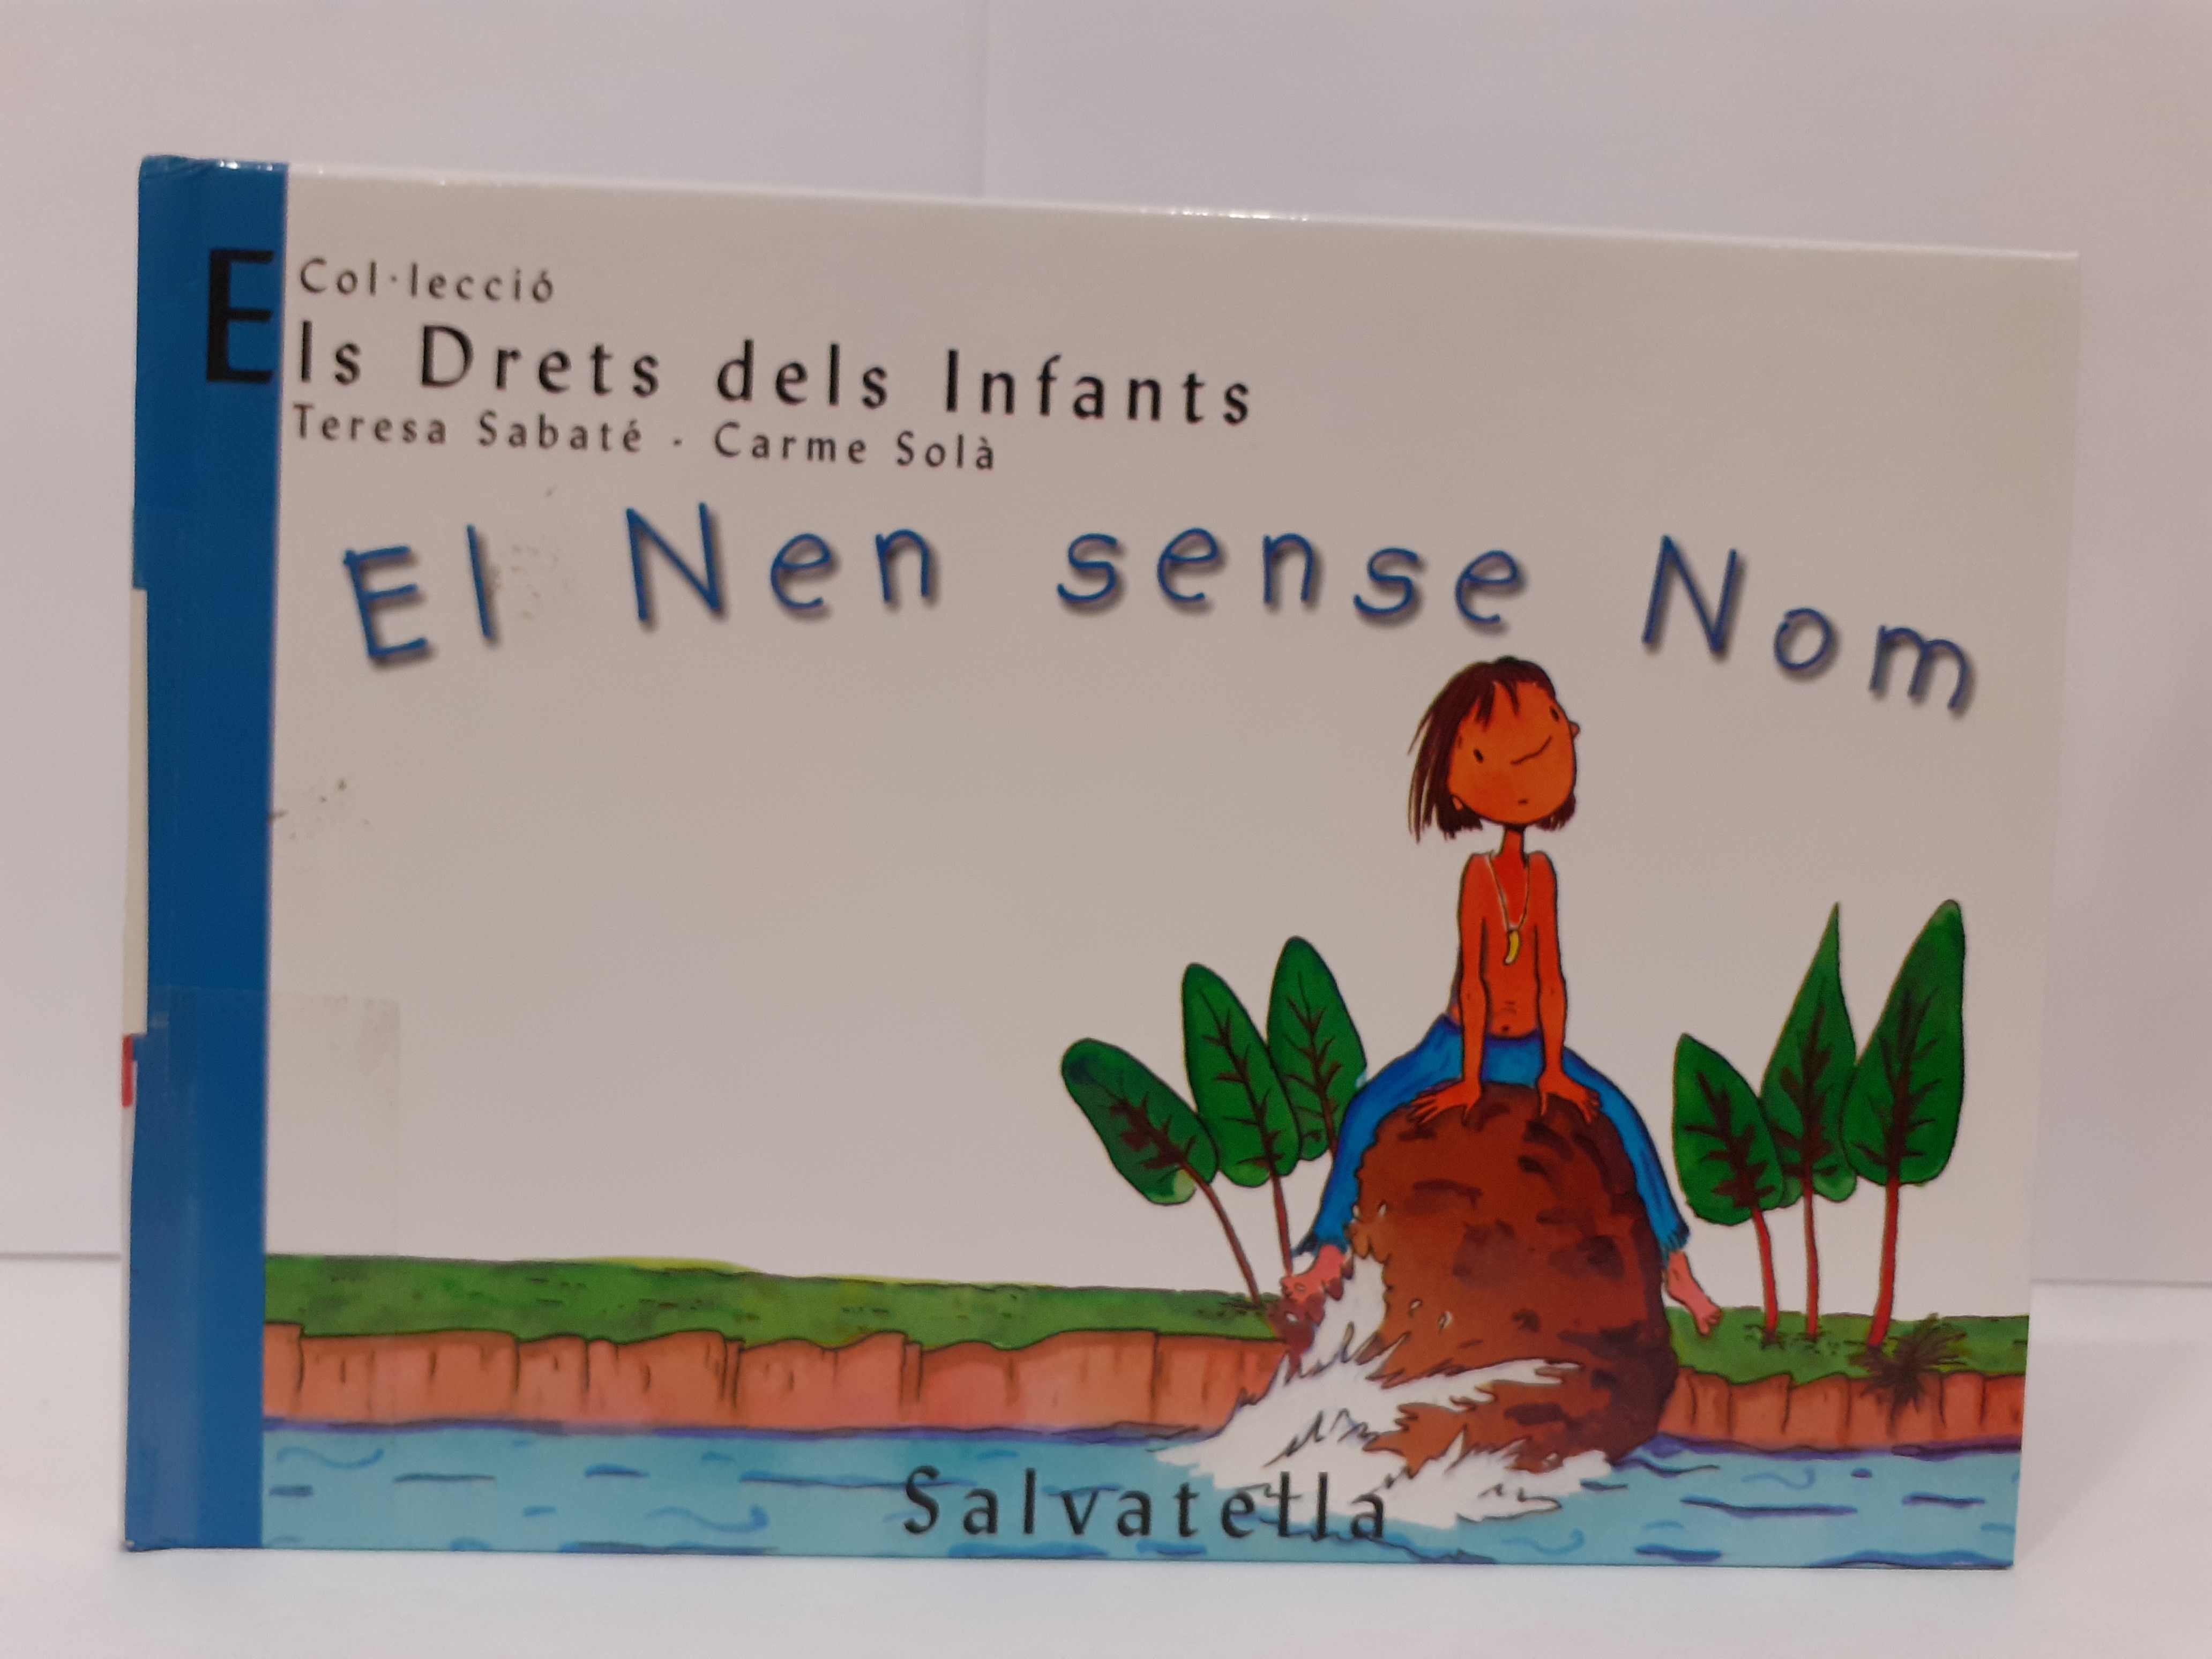 Col·lecció
Els Drets dels Infants
Teresa Sabaté · Carme Solà
El Nen sense Nom
Salvatella